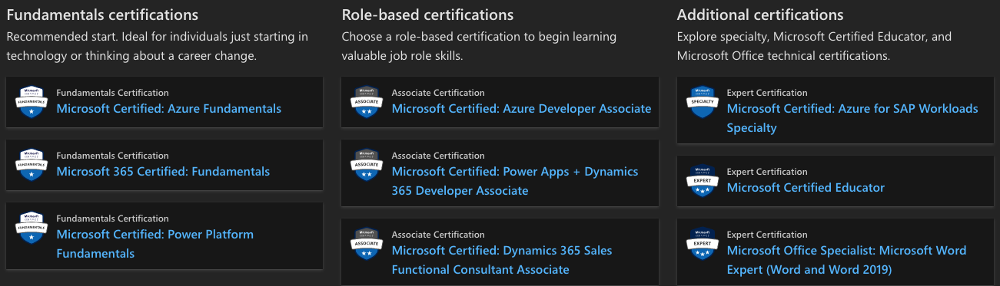 Fundamentals certifications
Recommended start. Ideal for individuals just starting in
technology or thinking about a career change.
Microsoft
CERTIFIED
FUNDAMENTALS
Fundamentals Certification
Microsoft Certified: Azure Fundamentals
Microsoft
CERTIFIED
FUNDAMENTALS
Fundamentals Certification
Microsoft 365 Certified: Fundamentals
Microsoft
CERTIFIED
FUNDAMENTALS
Fundamentals Certification
Microsoft Certified: Power Platform
Fundamentals
Role-based certifications
Choose a role-based certification to begin learning
valuable job role skills.
Microsoft
CERTIFIED
ASSOCIATE
Associate Certification
Microsoft Certified: Azure Developer Associate
Microsoft
CERTIFIED
ASSOCIATE
Associate Certification
Microsoft Certified: Power Apps + Dynamics
365 Developer Associate
Microsoft
CERTIFIED
ASSOCIATE
Associate Certification
Microsoft Certified: Dynamics 365 Sales
Functional Consultant Associate
Additional certifications
Explore specialty, Microsoft Certified Educator, and
Microsoft Office technical certifications.
Microsoft
CERTIFIED
SPECIALTY
Expert Certification
Microsoft Certified: Azure for SAP Workloads
Specialty
Microsoft
CERTIFIED
EXPERT
Expert Certification
Microsoft Certified Educator
Microsoft
CERTIFIED
EXPERT
Expert Certification
Microsoft Office Specialist: Microsoft Word
Expert (Word and Word 2019)